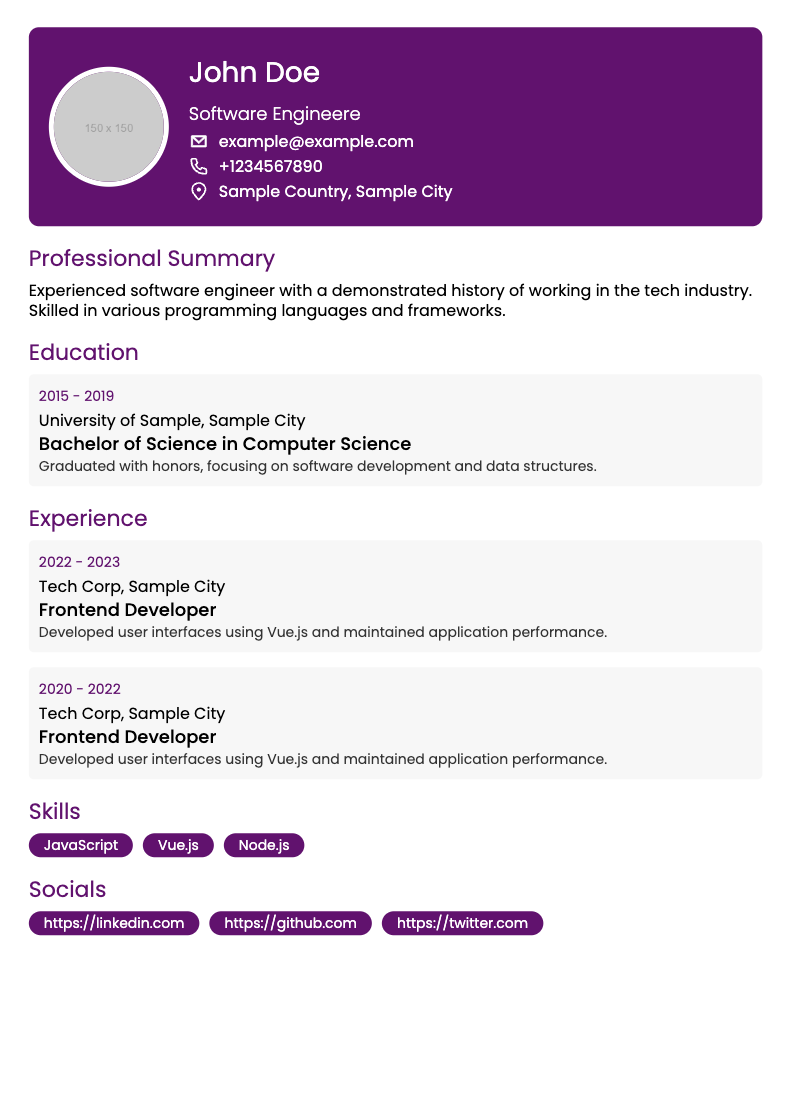 150 x 150
John Doe
Software Engineere
example@example.com
+1234567890
Sample Country, Sample City
Professional Summary
Experienced software engineer with a demonstrated history of working in the tech industry.
Skilled in various programming languages and frameworks.
Education
2015 - 2019
University of Sample, Sample City
Bachelor of Science in Computer Science
Graduated with honors, focusing on software development and data structures.
Experience
2022 - 2023
Tech Corp, Sample City
Frontend Developer
Developed user interfaces using Vue.js and maintained application performance.
2020 - 2022
Tech Corp, Sample City
Frontend Developer
Developed user interfaces using Vue.js and maintained application performance.
Skills
JavaScript Vue.js Node.js
Socials
https://linkedin.com https://github.com https://twitter.com